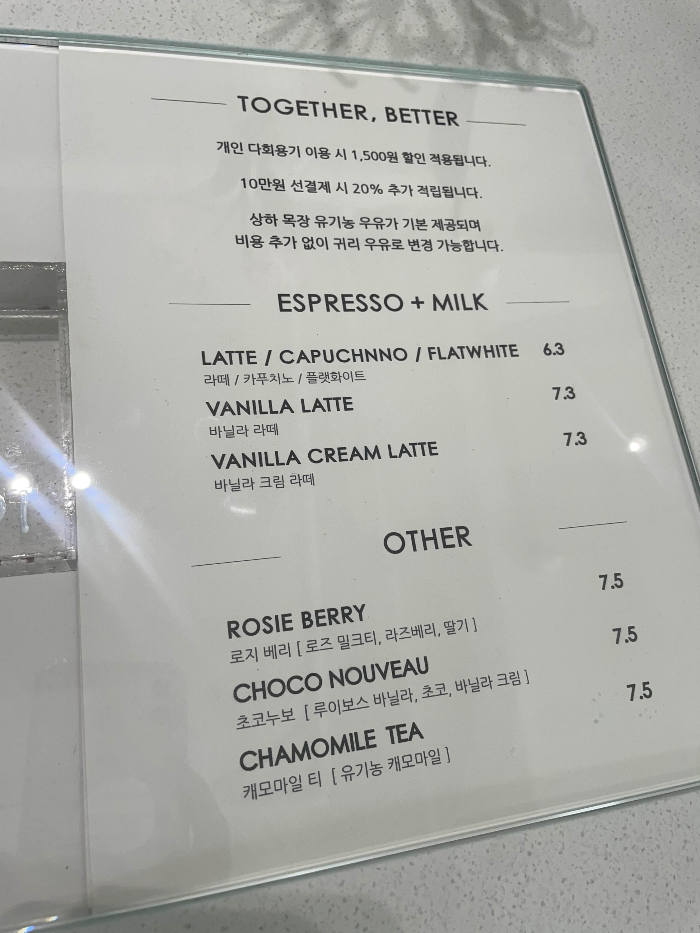 TOGETHER, BETTER
개인 다회용기 이용 시 1,500원 할인 적용됩니다.
10만원 선결제 시 20% 추가 적립됩니다.
상하 목장 유기농 우유가 기본 제공되며
비용 추가 없이 귀리 우유로 변경 가능합니다.
ESPRESSO + MILK
LATTE / CAPUCHNNO / FLATWHITE 6.3
라떼 / 카푸치노 / 플랫화이트
VANILLA LATTE 7.3
바닐라 라떼
VANILLA CREAM LATTE 7.3
바닐라 크림 라떼
OTHER
ROSIE BERRY 7.5
로지 베리 [ 로즈 밀크티, 라즈베리, 딸기 ]
CHOCO NOUVEAU 7.5
초코누보 [ 루이보스 바닐라, 초코, 바닐라 크림 ]
CHAMOMILE TEA 7.5
캐모마일 티 [ 유기농 캐모마일 ]